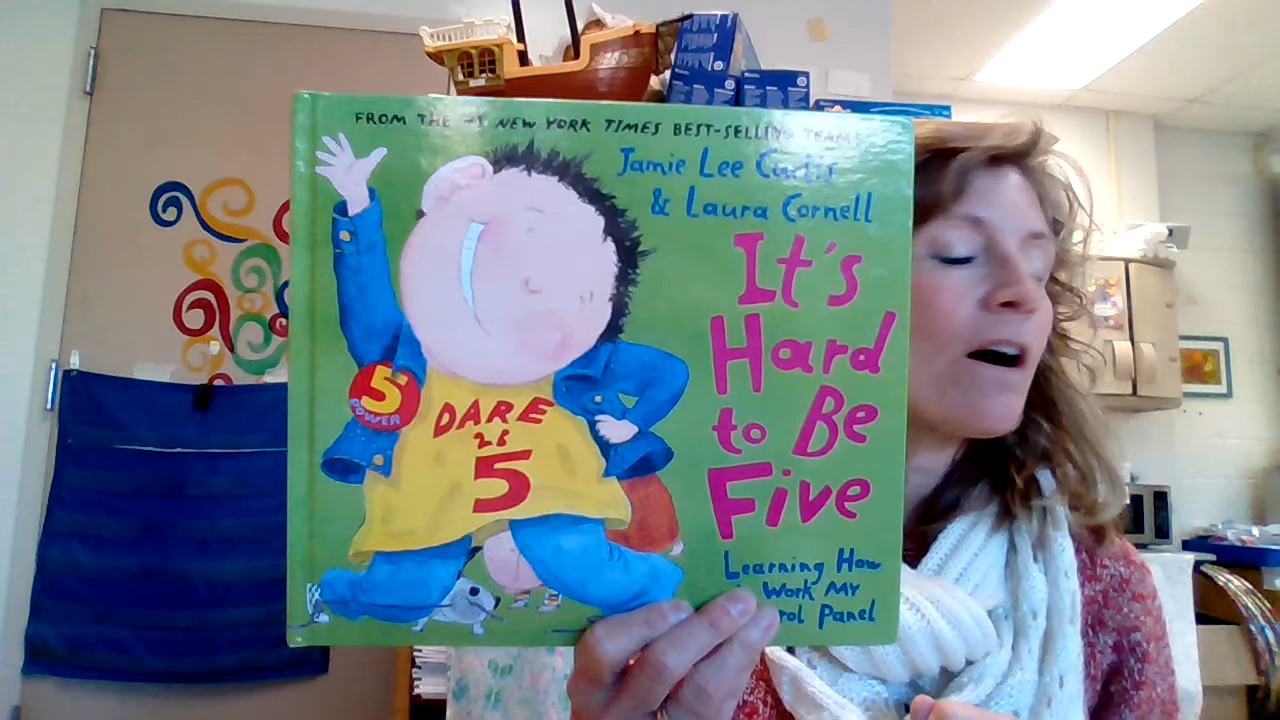 FROM THE #1 NEW YORK TIMES BEST-SELLING TEAM
Jamie Lee Curtis
& Laura Cornell
It's
Hard
to Be
Five
Learning How
Work My
rol Panel
5
POWER
DARE
2B
5